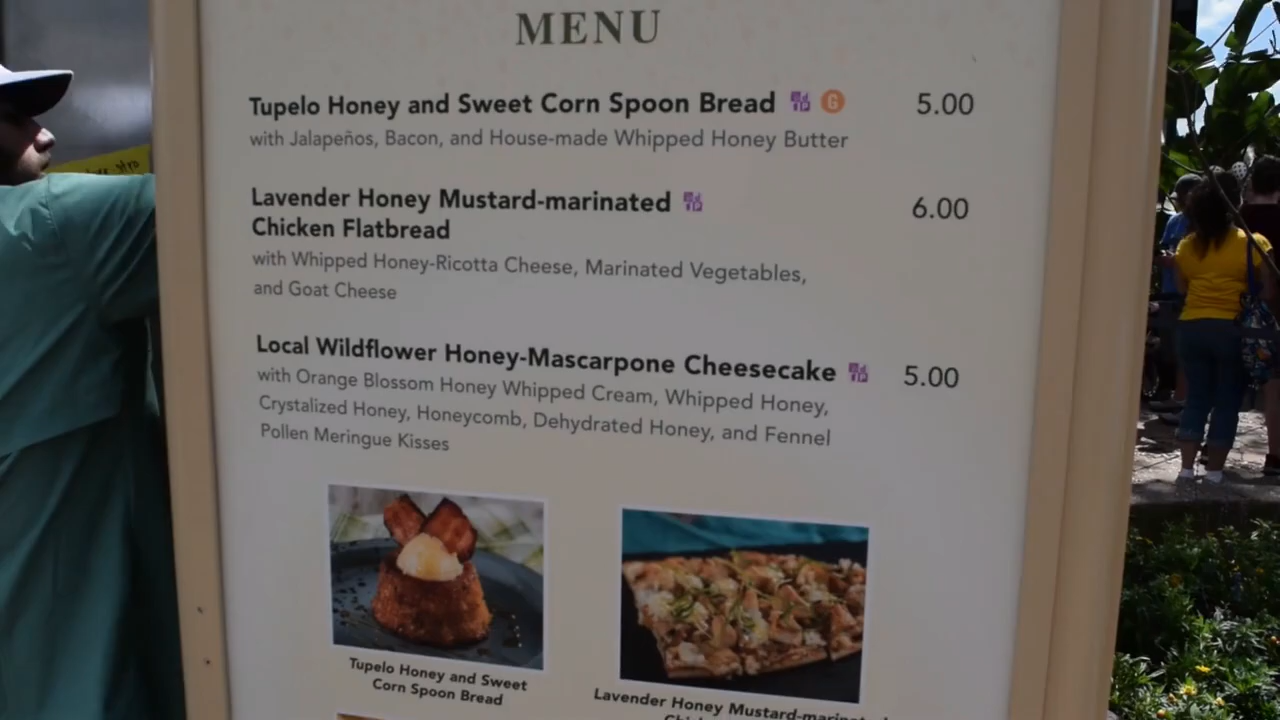 MENU
Tupelo Honey and Sweet Corn Spoon Bread G 5.00
with Jalapeños, Bacon, and House-made Whipped Honey Butter
Lavender Honey Mustard-marinated 6.00
Chicken Flatbread
with Whipped Honey-Ricotta Cheese, Marinated Vegetables,
and Goat Cheese
Local Wildflower Honey-Mascarpone Cheesecake 5.00
with Orange Blossom Honey Whipped Cream, Whipped Honey,
Crystalized Honey, Honeycomb, Dehydrated Honey, and Fennel
Pollen Meringue Kisses
Tupelo Honey and Sweet
Corn Spoon Bread
Lavender Honey Mustard-marinated